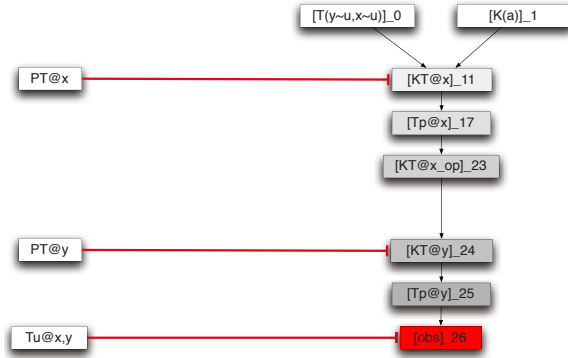 [T(y~u,x~u)]_0
[K(a)]_1
PT@x
[KT@x]_11
[Tp@x]_17
[KT@x_op]_23
PT@y
[KT@y]_24
[Tp@y]_25
Tu@x,y
[obs]_26